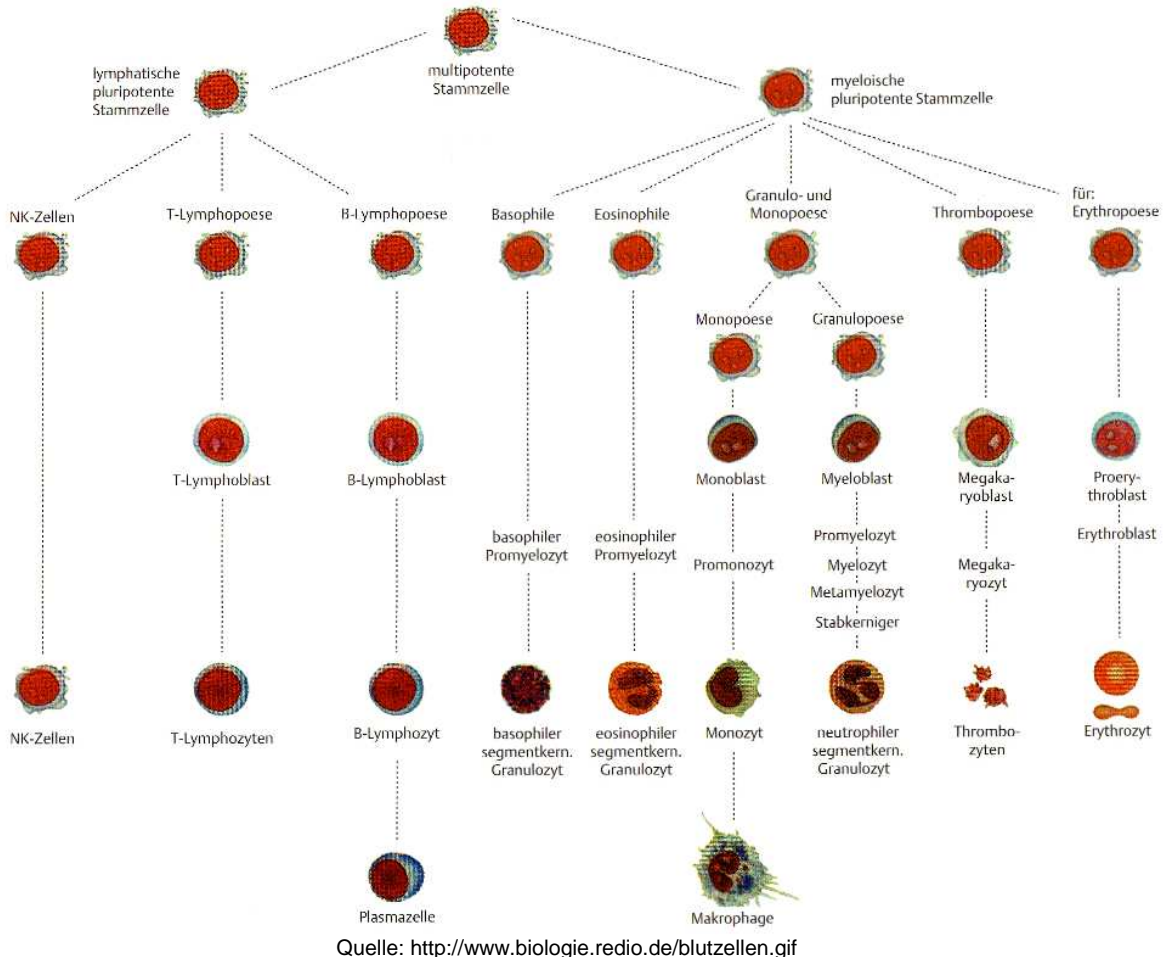 multipotente
Stammzelle
lymphatische
pluripotente
Stammzelle
myeloische
pluripotente Stammzelle
NK-Zellen
T-Lymphopoese
B-Lymphopoese
Basophile
Eosinophile
Granulo- und
Monopoese
Thrombopoese
für:
Erythropoese
Monopoese
Granulopoese
T-Lymphoblast
B-Lymphoblast
Monoblast
Myeloblast
Megaka-
ryoblast
Proery-
throblast
basophiler
Promyelozyt
eosinophiler
Promyelozyt
Promonozyt
Promyelozyt
Myelozyt
Metamyelozyt
Stabkerniger
Megaka-
ryozyt
Erythroblast
NK-Zellen
T-Lymphozyten
B-Lymphozyt
basophiler
segmentkern.
Granulozyt
eosinophiler
segmentkern.
Granulozyt
Monozyt
neutrophiler
segmentkern.
Granulozyt
Thrombo-
zyten
Erythrozyt
Plasmazelle
Makrophage
Quelle: http://www.biologie.redio.de/blutzellen.gif